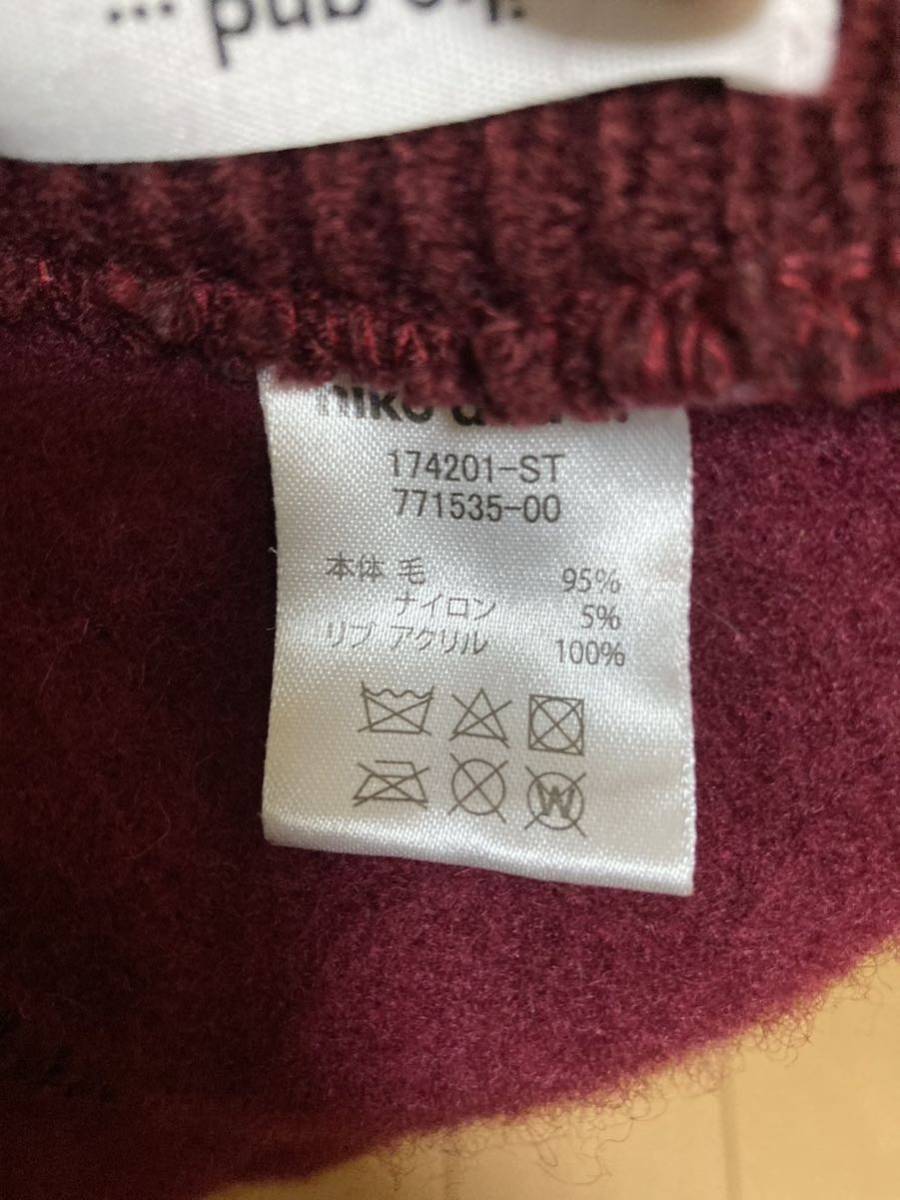 and ...
174201-ST
771535-00
本体 毛 95%
ナイロン 5%
リブ アクリル 100%
W